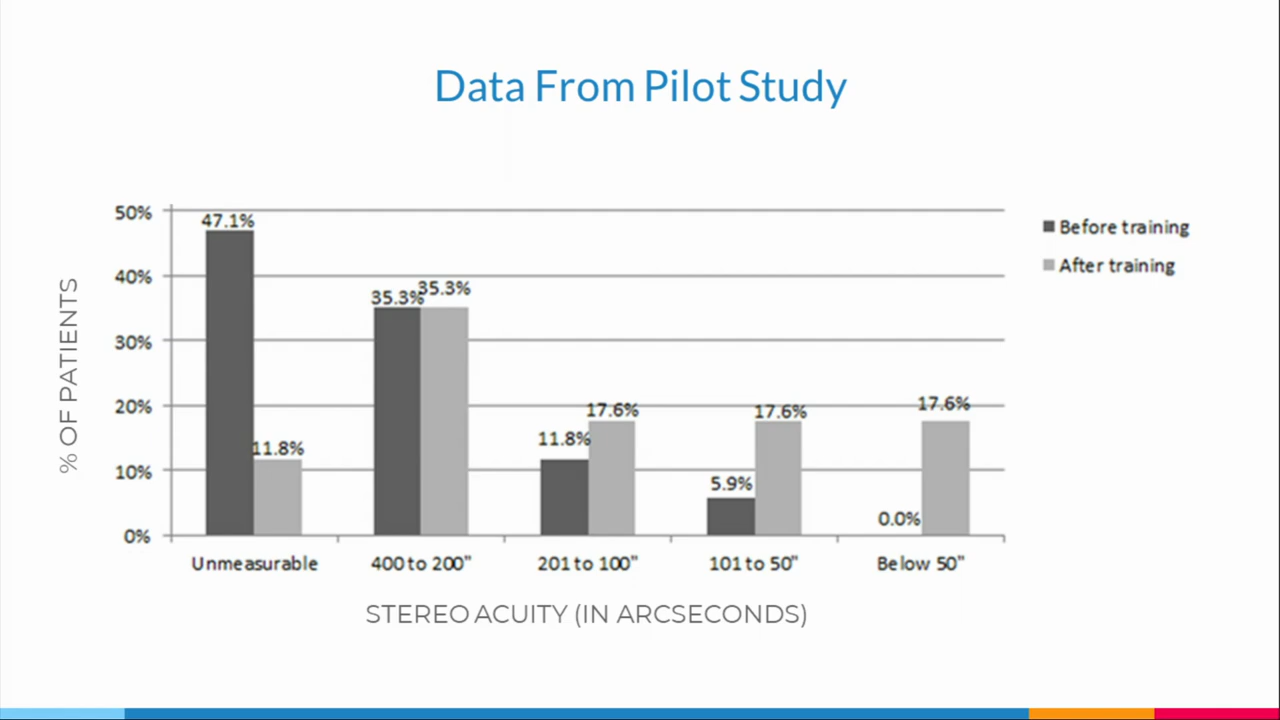 Data From Pilot Study
% OF PATIENTS
50%
40%
30%
20%
10%
0%
47.1%
11.8%
35.3%
35.3%
11.8%
17.6%
5.9%
17.6%
0.0%
17.6%
Before training
After training
Unmeasurable
400 to 200"
201 to 100"
101 to 50"
Below 50"
STEREO ACUITY (IN ARCSECONDS)